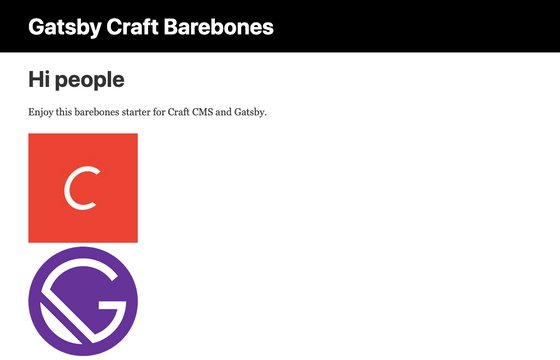 Gatsby Craft Barebones
Hi people
Enjoy this barebones starter for Craft CMS and Gatsby.
C
G